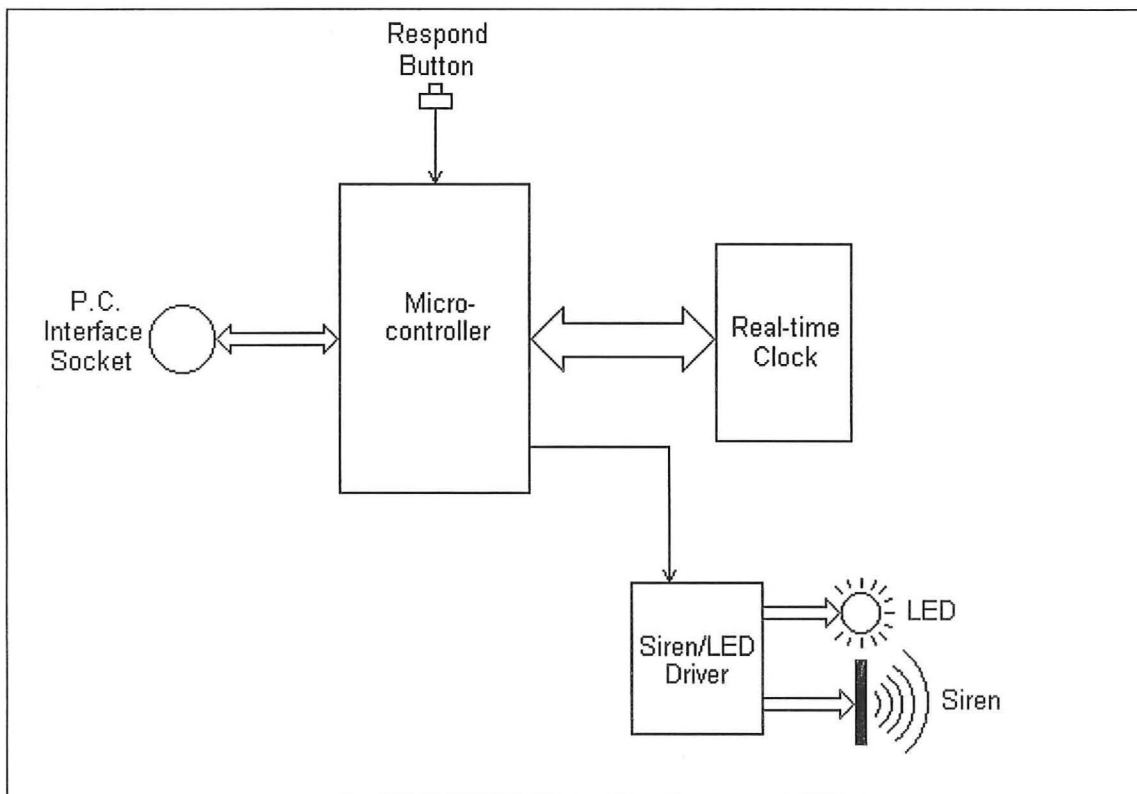 Respond
Button
P.C.
Interface
Socket
Micro-
controller
Real-time
Clock
Siren/LED
Driver
LED
Siren